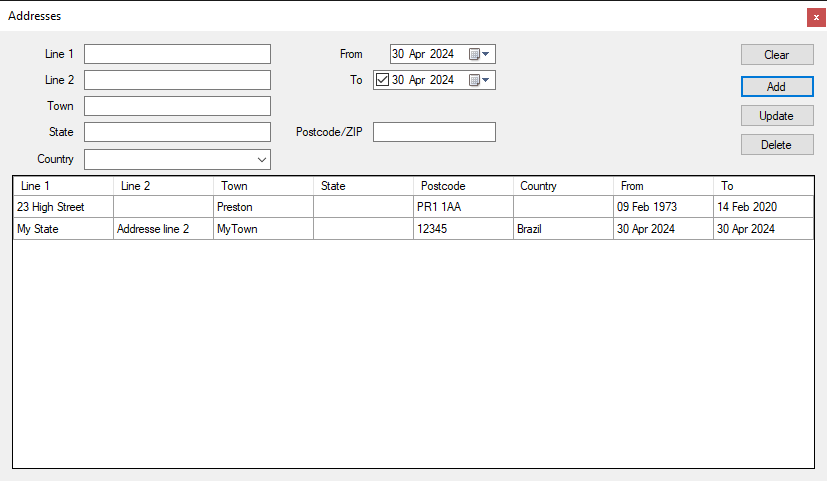 Addresses
x
Line 1
From
30 Apr 2024
Clear
Line 2
To
30 Apr 2024
Add
Town
Update
State
Postcode/ZIP
Delete
Country
Line 1 Line 2 Town State Postcode Country From To
23 High Street Preston PR1 1AA 09 Feb 1973 14 Feb 2020
My State Addresse line 2 MyTown 12345 Brazil 30 Apr 2024 30 Apr 2024